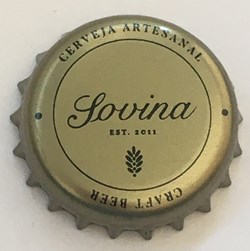 CERVEJA ARTESANAL
Sovina
EST. 2011
CRAFT BEER